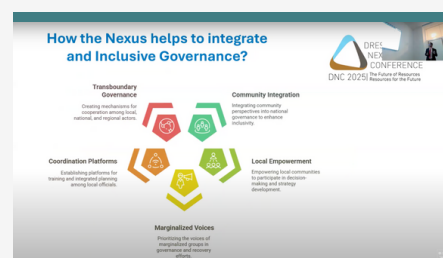 How the Nexus helps to integrate
and Inclusive Governance?
DRES
NEX
CONFERENCE
DNC 2025
The Future of Resources
Resources for the Future
Transboundary
Governance
Creating mechanisms for
cooperation among local,
national, and regional actors.
Community Integration
Integrating community
perspectives into national
governance to enhance
inclusivity.
Coordination Platforms
Establishing platforms for
training and integrated planning
among local officials.
Local Empowerment
Empowering local communities
to participate in decision-
making and strategy
development.
Marginalized Voices
Prioritizing the voices of
marginalized groups in
governance and recovery
efforts.